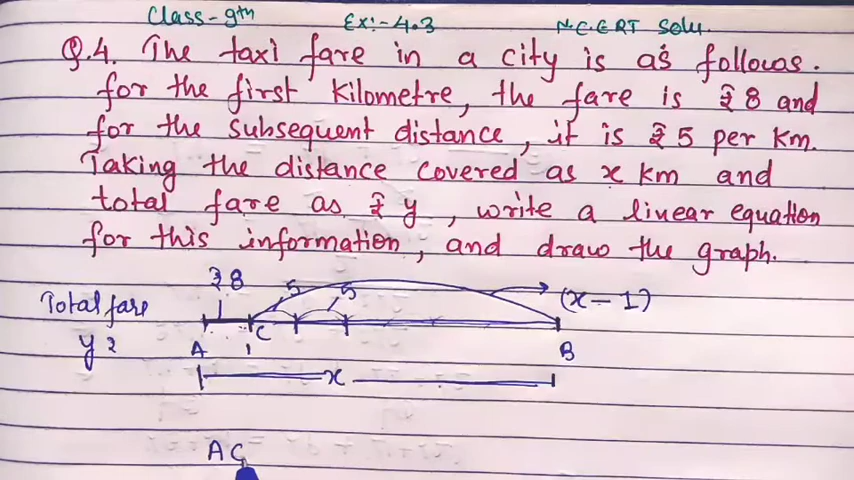 Class-9th Ex:-4.3 NCERT Solu.
Q.4. The taxi fare in a city is as follows.
for the first kilometre, the fare is ₹8 and
for the subsequent distance, it is ₹5 per km.
Taking the distance covered as x km and
total fare as ₹ y, write a linear equation
for this information, and draw the graph.
₹8 5 5 (x-1)
Total fare
y ?
A 1 C B
x
AC